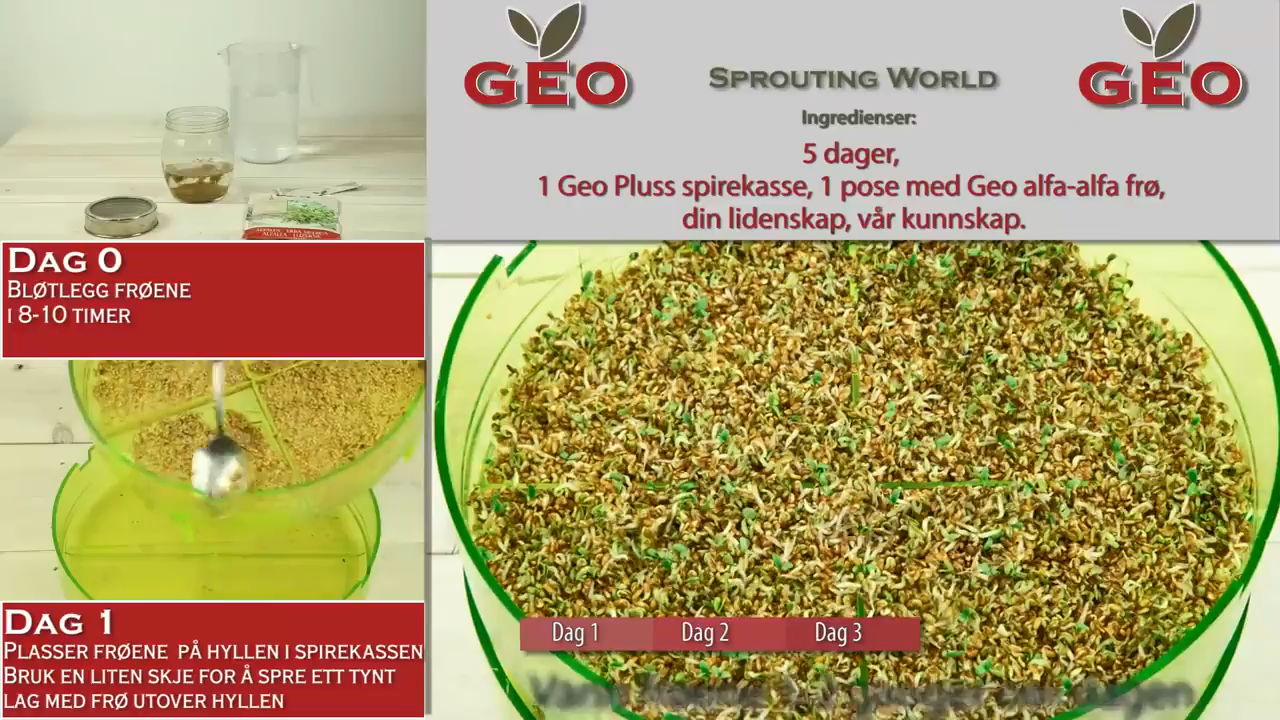 GEO
SPROUTING WORLD
GEO
Ingredienser:
5 dager,
1 Geo Pluss spirekasse, 1 pose med Geo alfa-alfa frø,
din lidenskap, vår kunnskap.
DAG 0
BLØTLEGG FRØENE
I 8-10 TIMER
DAG 1
PLASSER FRØENE PÅ HYLLEN I SPIREKASSEN
BRUK EN LITEN SKJE FOR Å SPRE ETT TYNT
LAG MED FRØ UTOVER HYLLEN
Dag 1 Dag 2 Dag 3